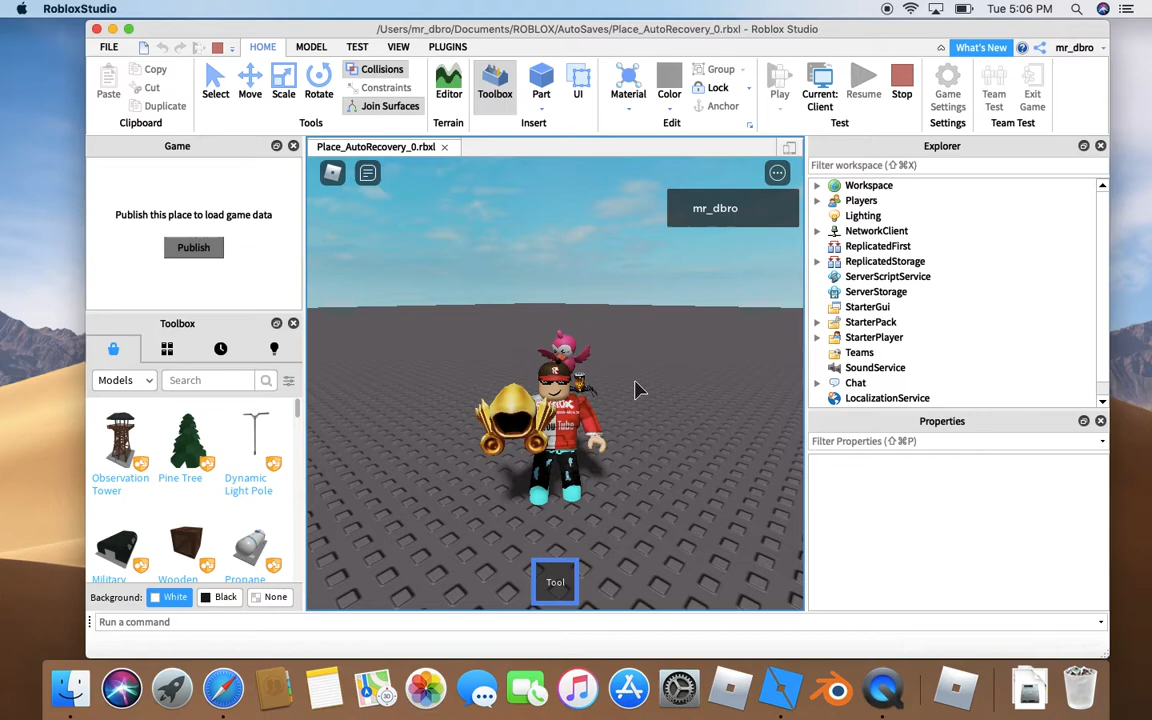 RobloxStudio
Tue 5:06 PM
/Users/mr_dbro/Documents/ROBLOX/AutoSaves/Place_AutoRecovery_0.rbxl - Roblox Studio
FILE HOME MODEL TEST VIEW PLUGINS What's New mr_dbro
Paste Copy Cut Duplicate
Clipboard
Select Move Scale Rotate
Collisions
Constraints
Join Surfaces
Tools
Editor
Terrain
Toolbox Part UI
Insert
Material Color Group Lock Anchor
Edit
Play Current: Client Resume Stop
Test
Game Settings
Settings
Team Test Exit Game
Team Test
Game
Publish this place to load game data
Publish
Toolbox
Models Search
Observation Tower
Pine Tree
Dynamic Light Pole
Military
Wooden
Propane
Background: White Black None
Place_AutoRecovery_0.rbxl
mr_dbro
Tool
Explorer
Filter workspace (⇧⌘X)
Workspace
Players
Lighting
NetworkClient
ReplicatedFirst
ReplicatedStorage
ServerScriptService
ServerStorage
StarterGui
StarterPack
StarterPlayer
Teams
SoundService
Chat
LocalizationService
Properties
Filter Properties (⇧⌘P)
Run a command